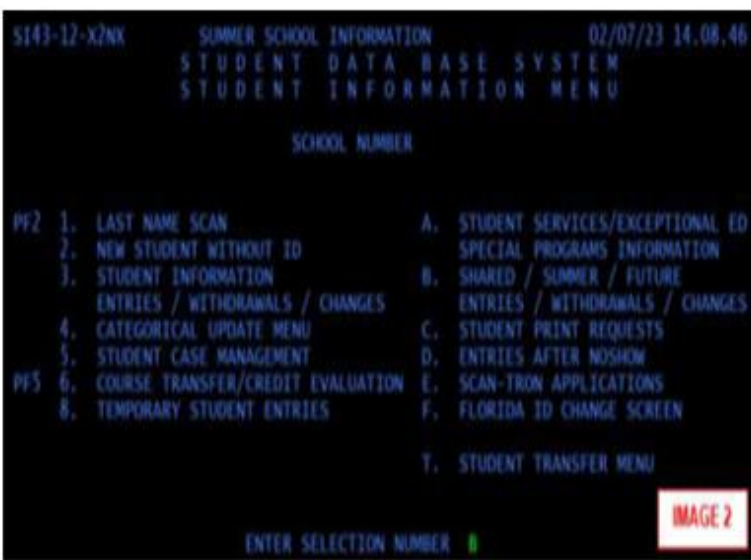 SI43-12-X2NX SUMMER SCHOOL INFORMATION 02/07/23 14.08.46
S T U D E N T D A T A B A S E S Y S T E M
S T U D E N T I N F O R M A T I O N M E N U
SCHOOL NUMBER
PF2 1. LAST NAME SCAN
2. NEW STUDENT WITHOUT ID
3. STUDENT INFORMATION
ENTRIES / WITHDRAWALS / CHANGES
4. CATEGORICAL UPDATE MENU
5. STUDENT CASE MANAGEMENT
PF5 6. COURSE TRANSFER/CREDIT EVALUATION
8. TEMPORARY STUDENT ENTRIES
A. STUDENT SERVICES/EXCEPTIONAL ED
SPECIAL PROGRAMS INFORMATION
B. SHARED / SUMMER / FUTURE
ENTRIES / WITHDRAWALS / CHANGES
C. STUDENT PRINT REQUESTS
D. ENTRIES AFTER NOSHOW
E. SCAN-TRON APPLICATIONS
F. FLORIDA ID CHANGE SCREEN
T. STUDENT TRANSFER MENU
IMAGE 2
ENTER SELECTION NUMBER B